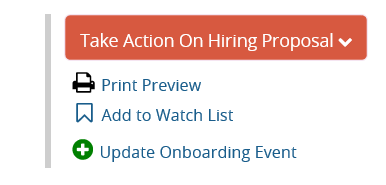 Take Action On Hiring Proposal
Print Preview
Add to Watch List
Update Onboarding Event